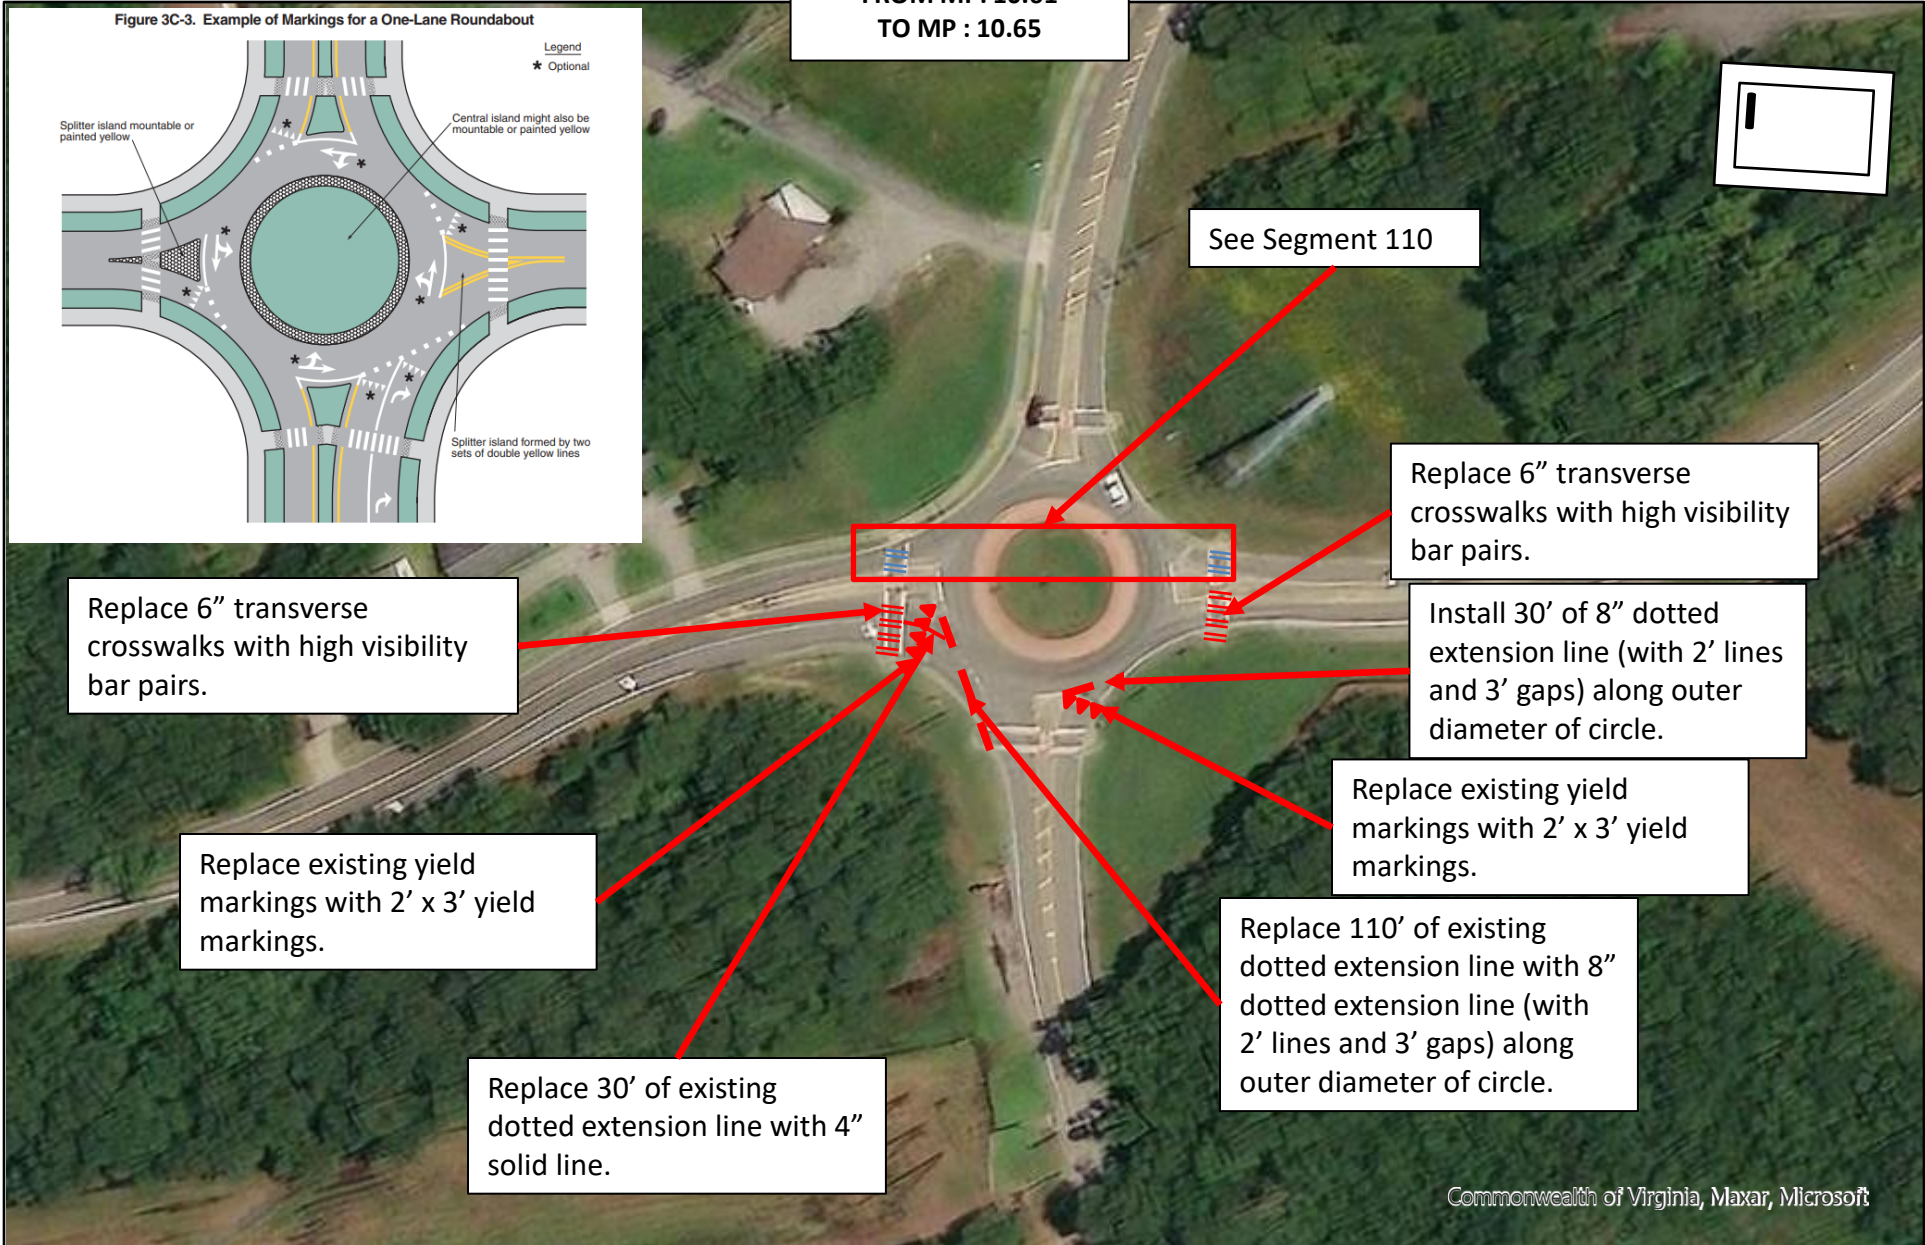 Figure 3C-3. Example of Markings for a One-Lane Roundabout
Legend
* Optional
Splitter island mountable or
painted yellow
Central island might also be
mountable or painted yellow
Splitter island formed by two
sets of double yellow lines
TO MP : 10.65
See Segment 110
Replace 6” transverse
crosswalks with high visibility
bar pairs.
Replace 6” transverse
crosswalks with high visibility
bar pairs.
Install 30’ of 8” dotted
extension line (with 2’ lines
and 3’ gaps) along outer
diameter of circle.
Replace existing yield
markings with 2’ x 3’ yield
markings.
Replace existing yield
markings with 2’ x 3’ yield
markings.
Replace 110’ of existing
dotted extension line with 8”
dotted extension line (with
2’ lines and 3’ gaps) along
outer diameter of circle.
Replace 30’ of existing
dotted extension line with 4”
solid line.
Commonwealth of Virginia, Maxar, Microsoft